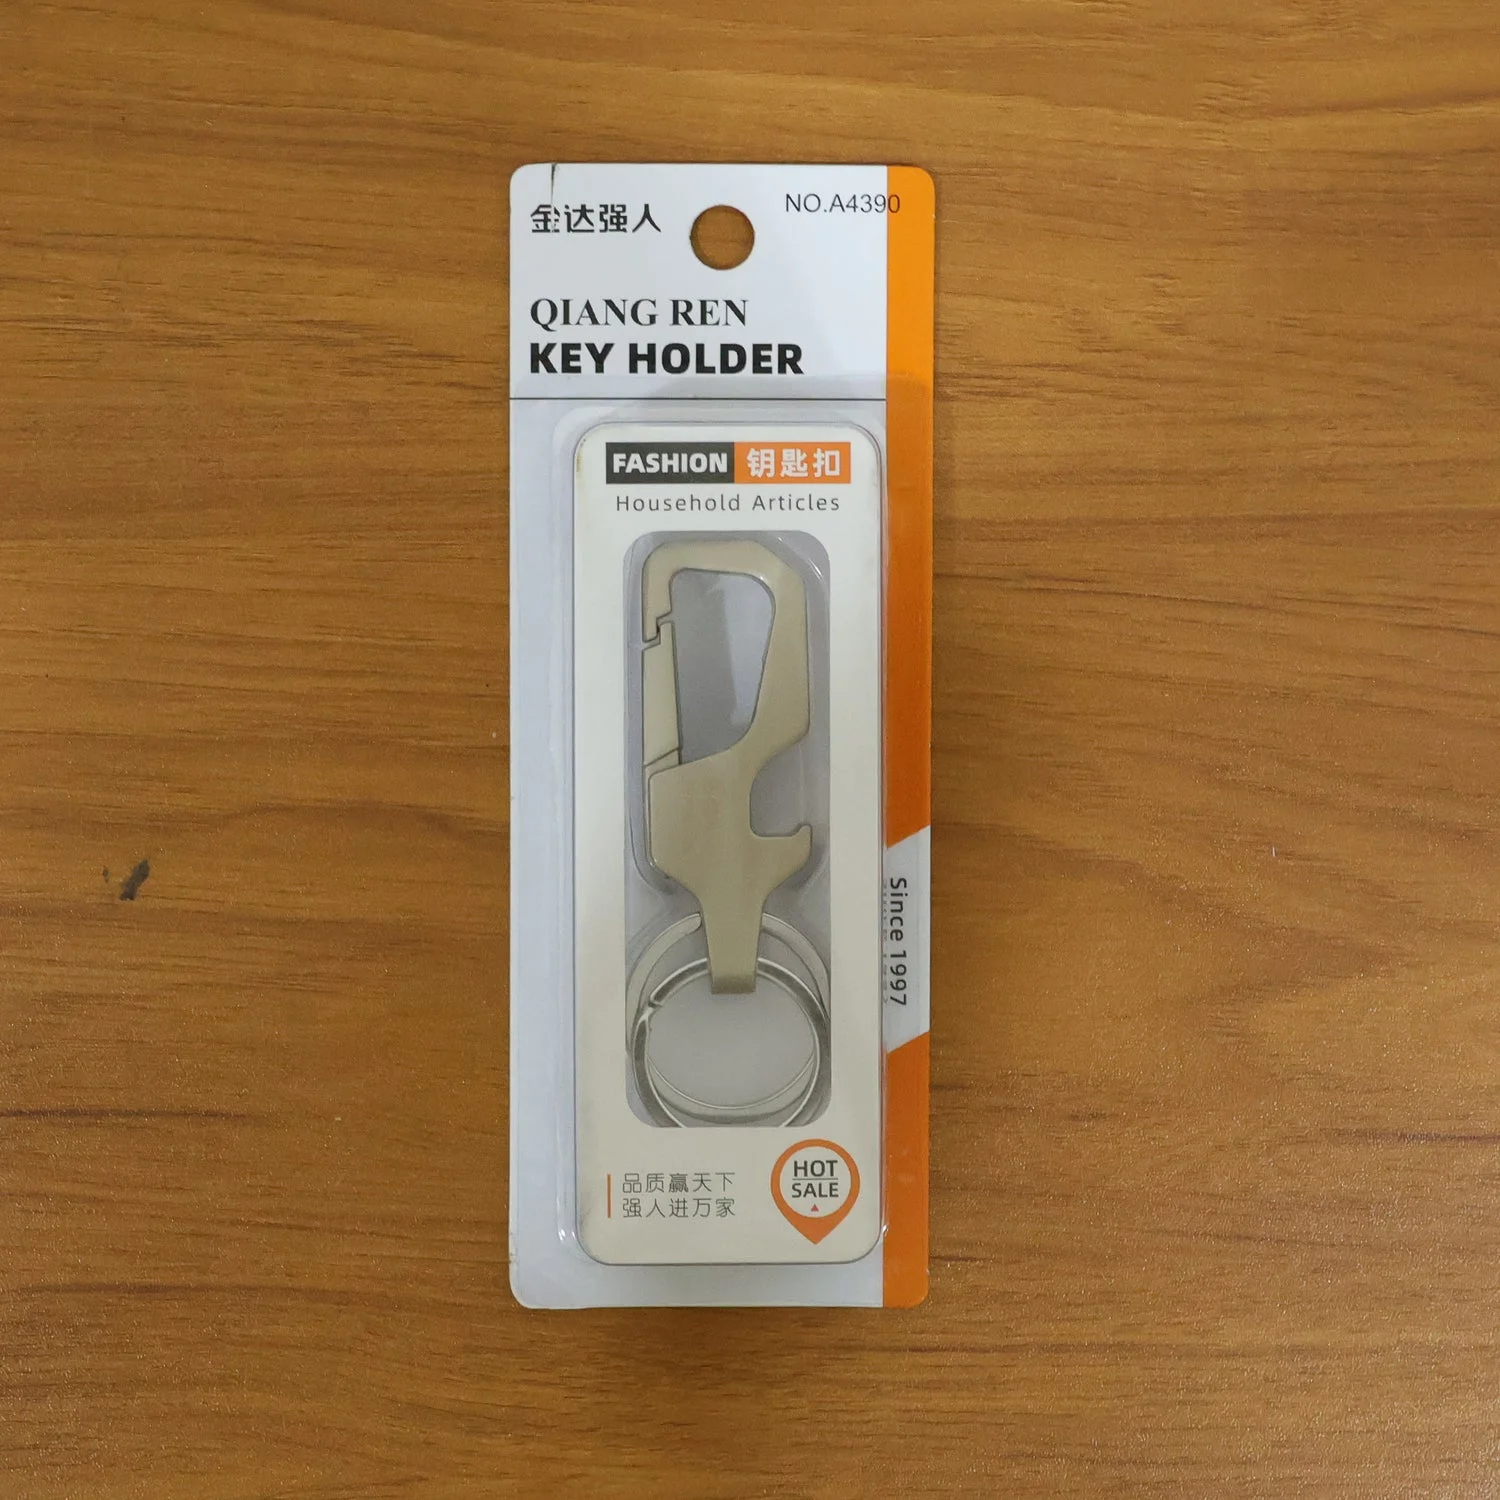 金达强人
NO.A4390
QIANG REN
KEY HOLDER
FASHION 钥匙扣
Household Articles
Since 1997
品质赢天下
强人进万家
HOT
SALE